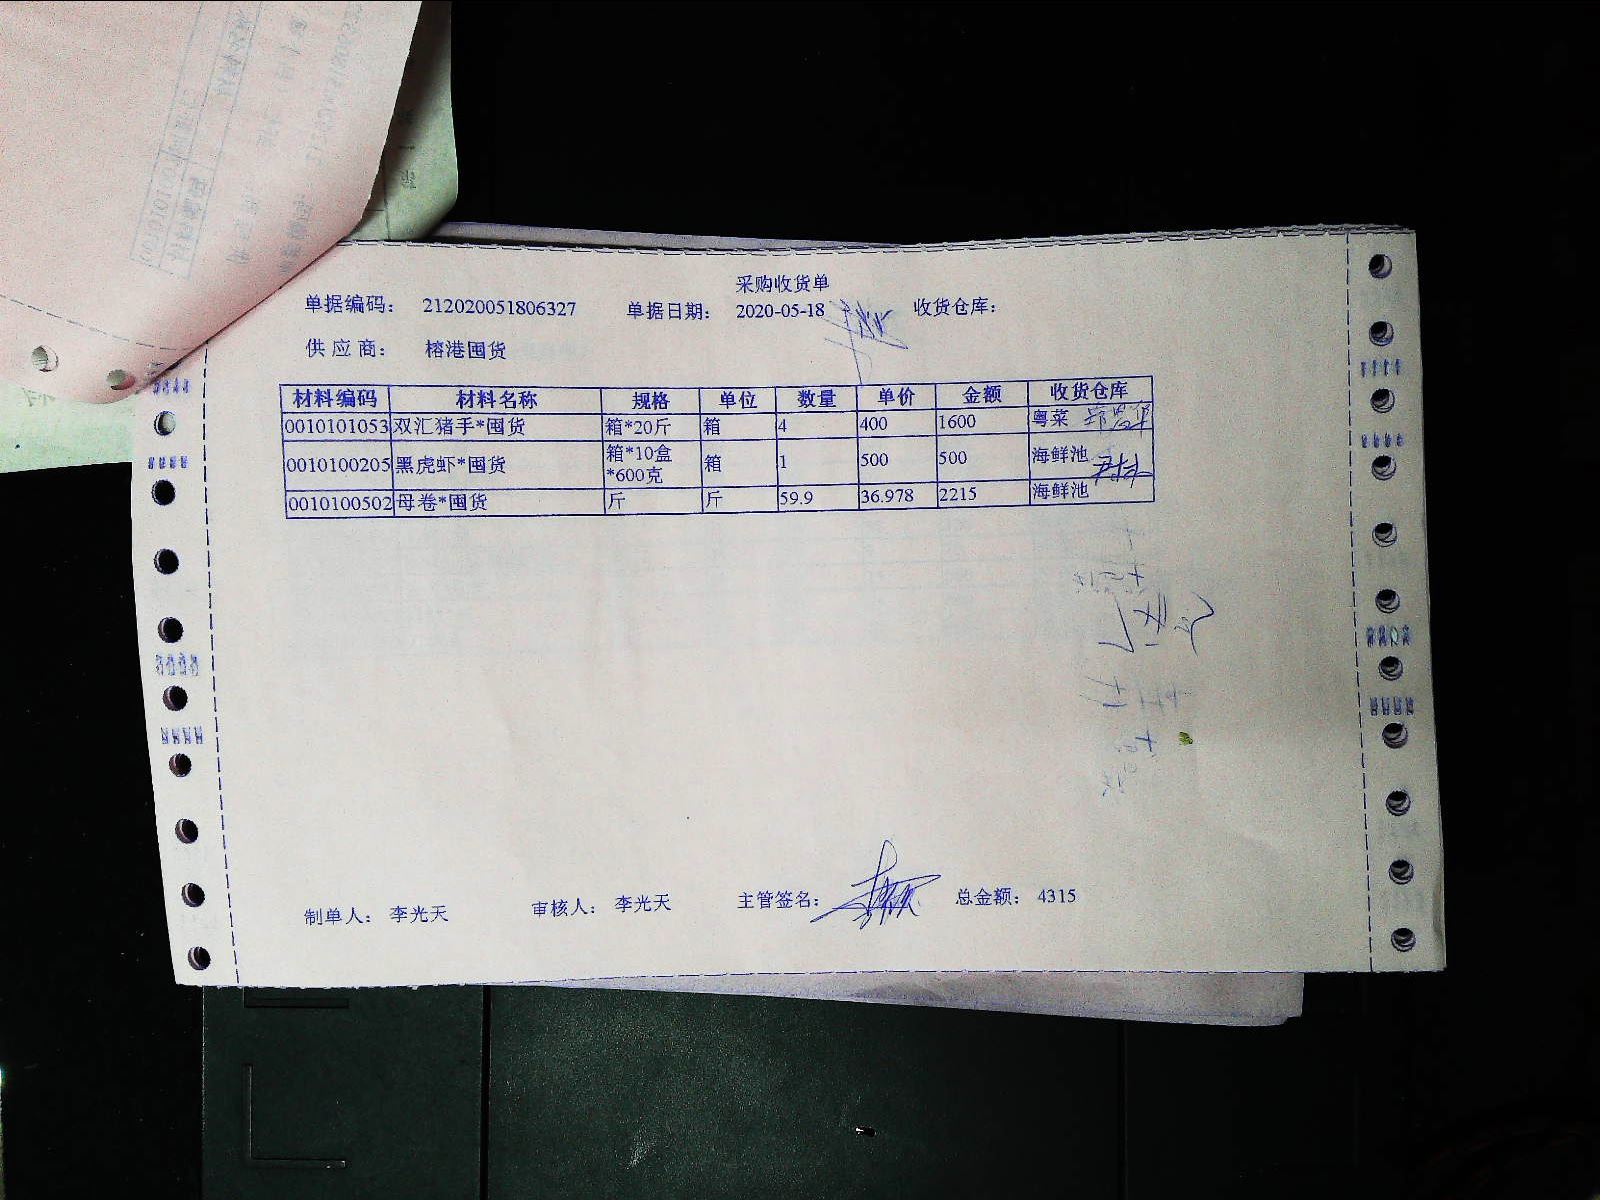 采购收货单
单据编码： 212020051806327 单据日期： 2020-05-18 收货仓库：
供应商： 榕港囤货
材料编码 材料名称 规格 单位 数量 单价 金额 收货仓库
0010101053 双汇猪手*囤货 箱*20斤 箱 4 400 1600 粤菜
0010100205 黑虎虾*囤货 箱*10盒*600克 箱 1 500 500 海鲜池
0010100502 母卷*囤货 斤 斤 59.9 36.978 2215 海鲜池
制单人： 李光天 审核人： 李光天 主管签名： 总金额： 4315